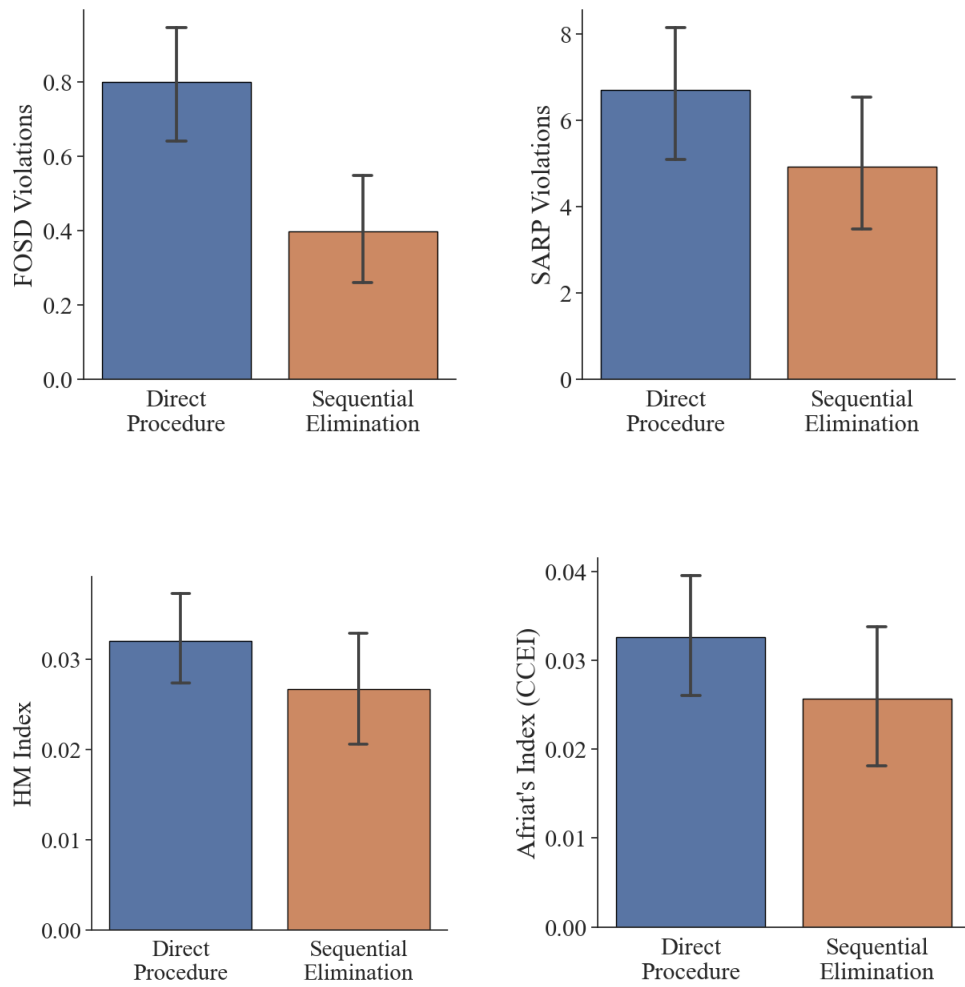 FOSD Violations
0.8
0.6
0.4
0.2
0.0
Direct
Procedure
Sequential
Elimination
SARP Violations
8
6
4
2
0
Direct
Procedure
Sequential
Elimination
HM Index
0.03
0.02
0.01
0.00
Direct
Procedure
Sequential
Elimination
Afriat's Index (CCEI)
0.04
0.03
0.02
0.01
0.00
Direct
Procedure
Sequential
Elimination